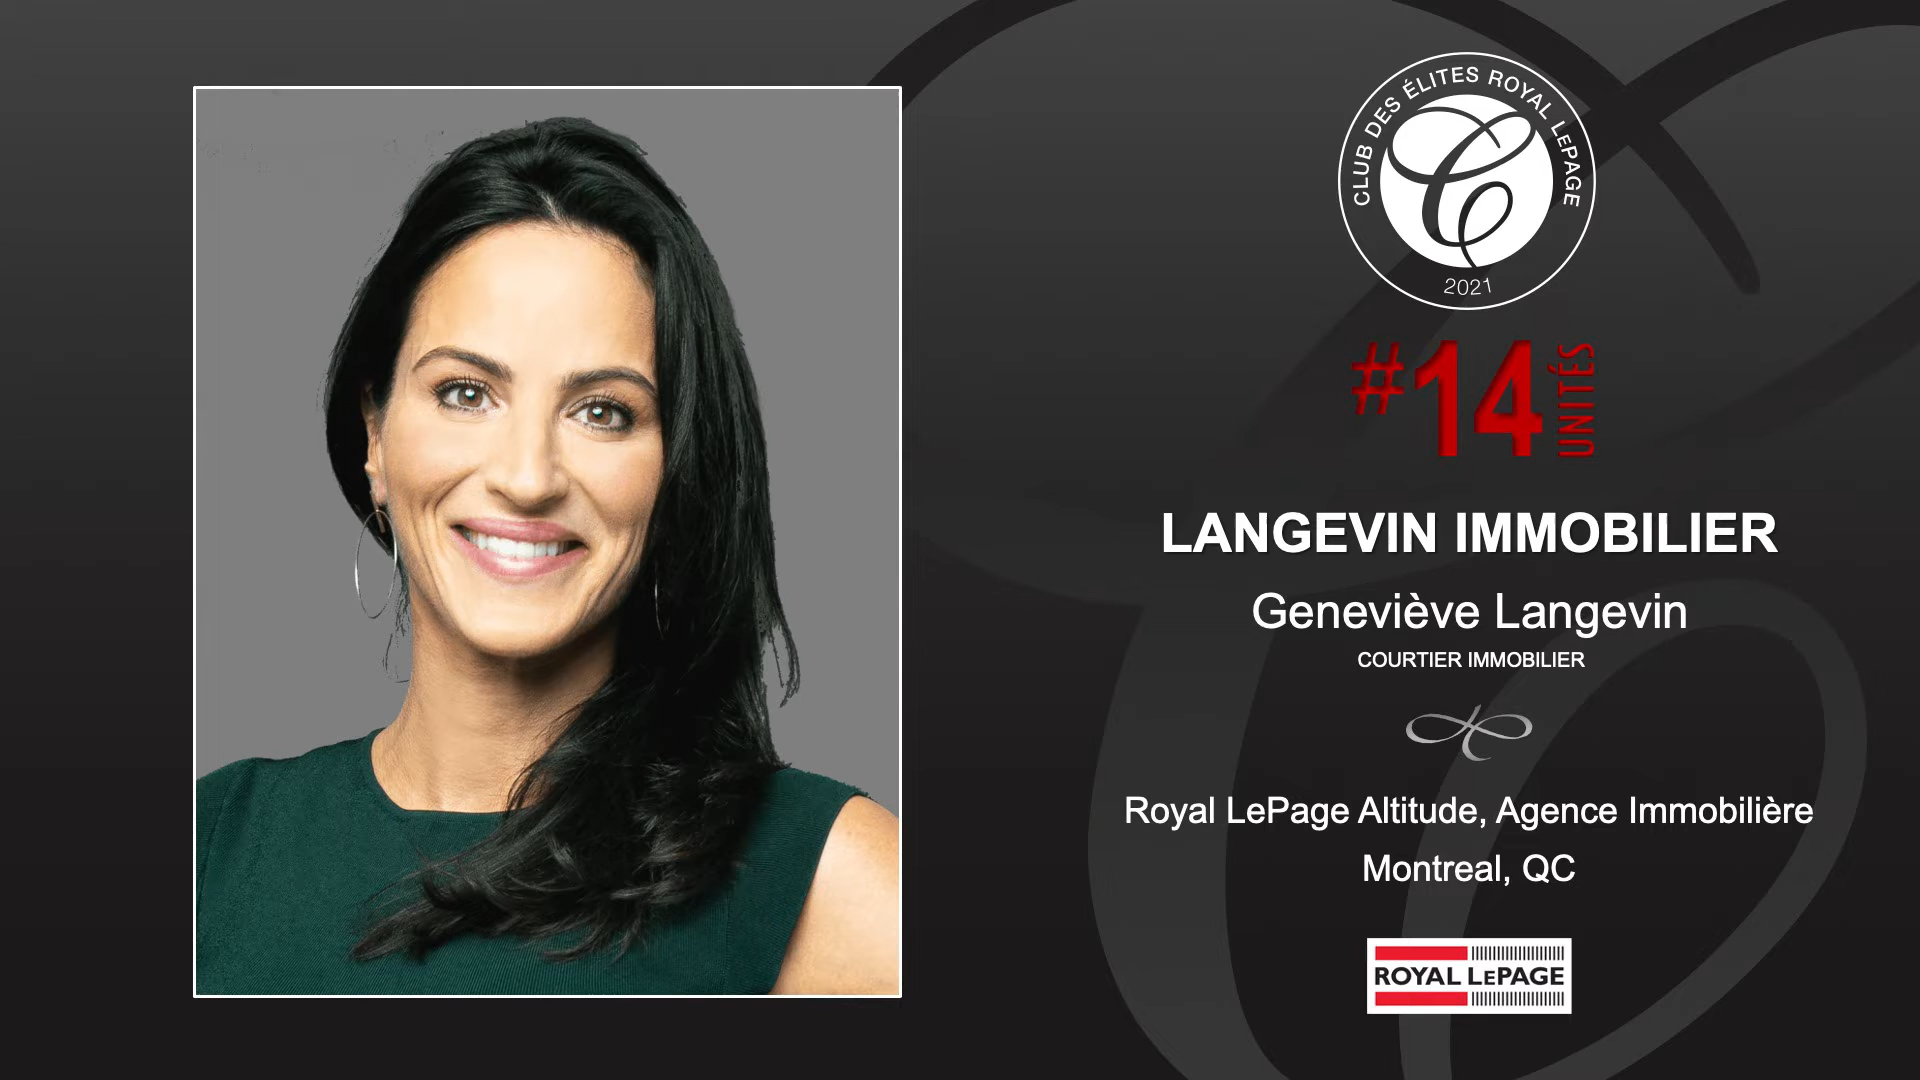 CLUB DES ÉLITES ROYAL LEPAGE
2021
#14 UNITÉS
LANGEVIN IMMOBILIER
Geneviève Langevin
COURTIER IMMOBILIER
Royal LePage Altitude, Agence Immobilière
Montreal, QC
ROYAL LEPAGE